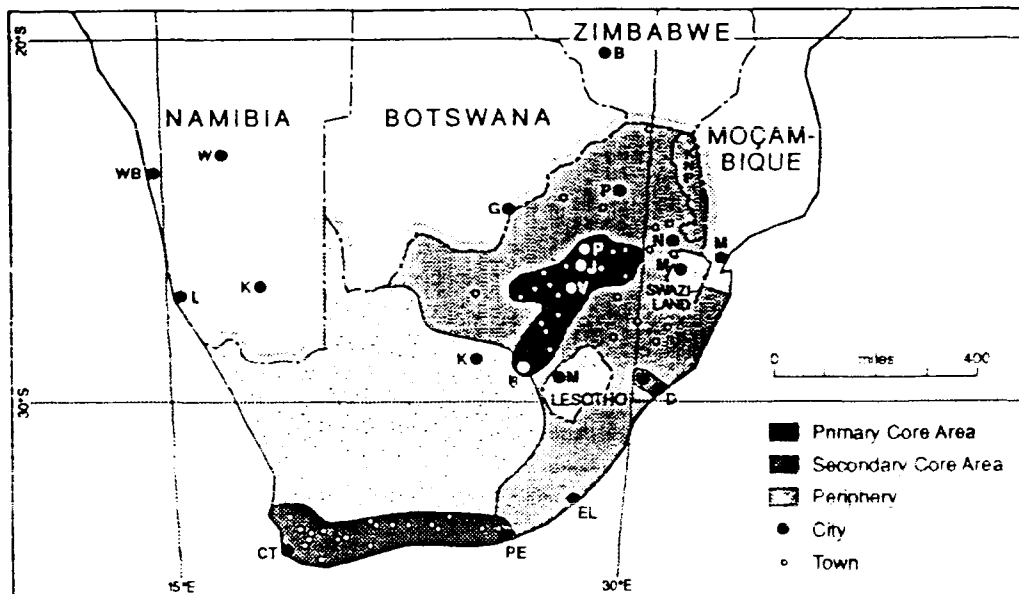 20°S
ZIMBABWE
B
NAMIBIA
BOTSWANA
MOÇAM-
BIQUE
W
WB
P
G
N
M
P
J
M
V
SWAZI-
LAND
L
K
K
B
M
LESOTHO
D
0 miles 400
30°S
Primary Core Area
Secondary Core Area
Periphery
EL
City
CT
PE
Town
15°E
30°E